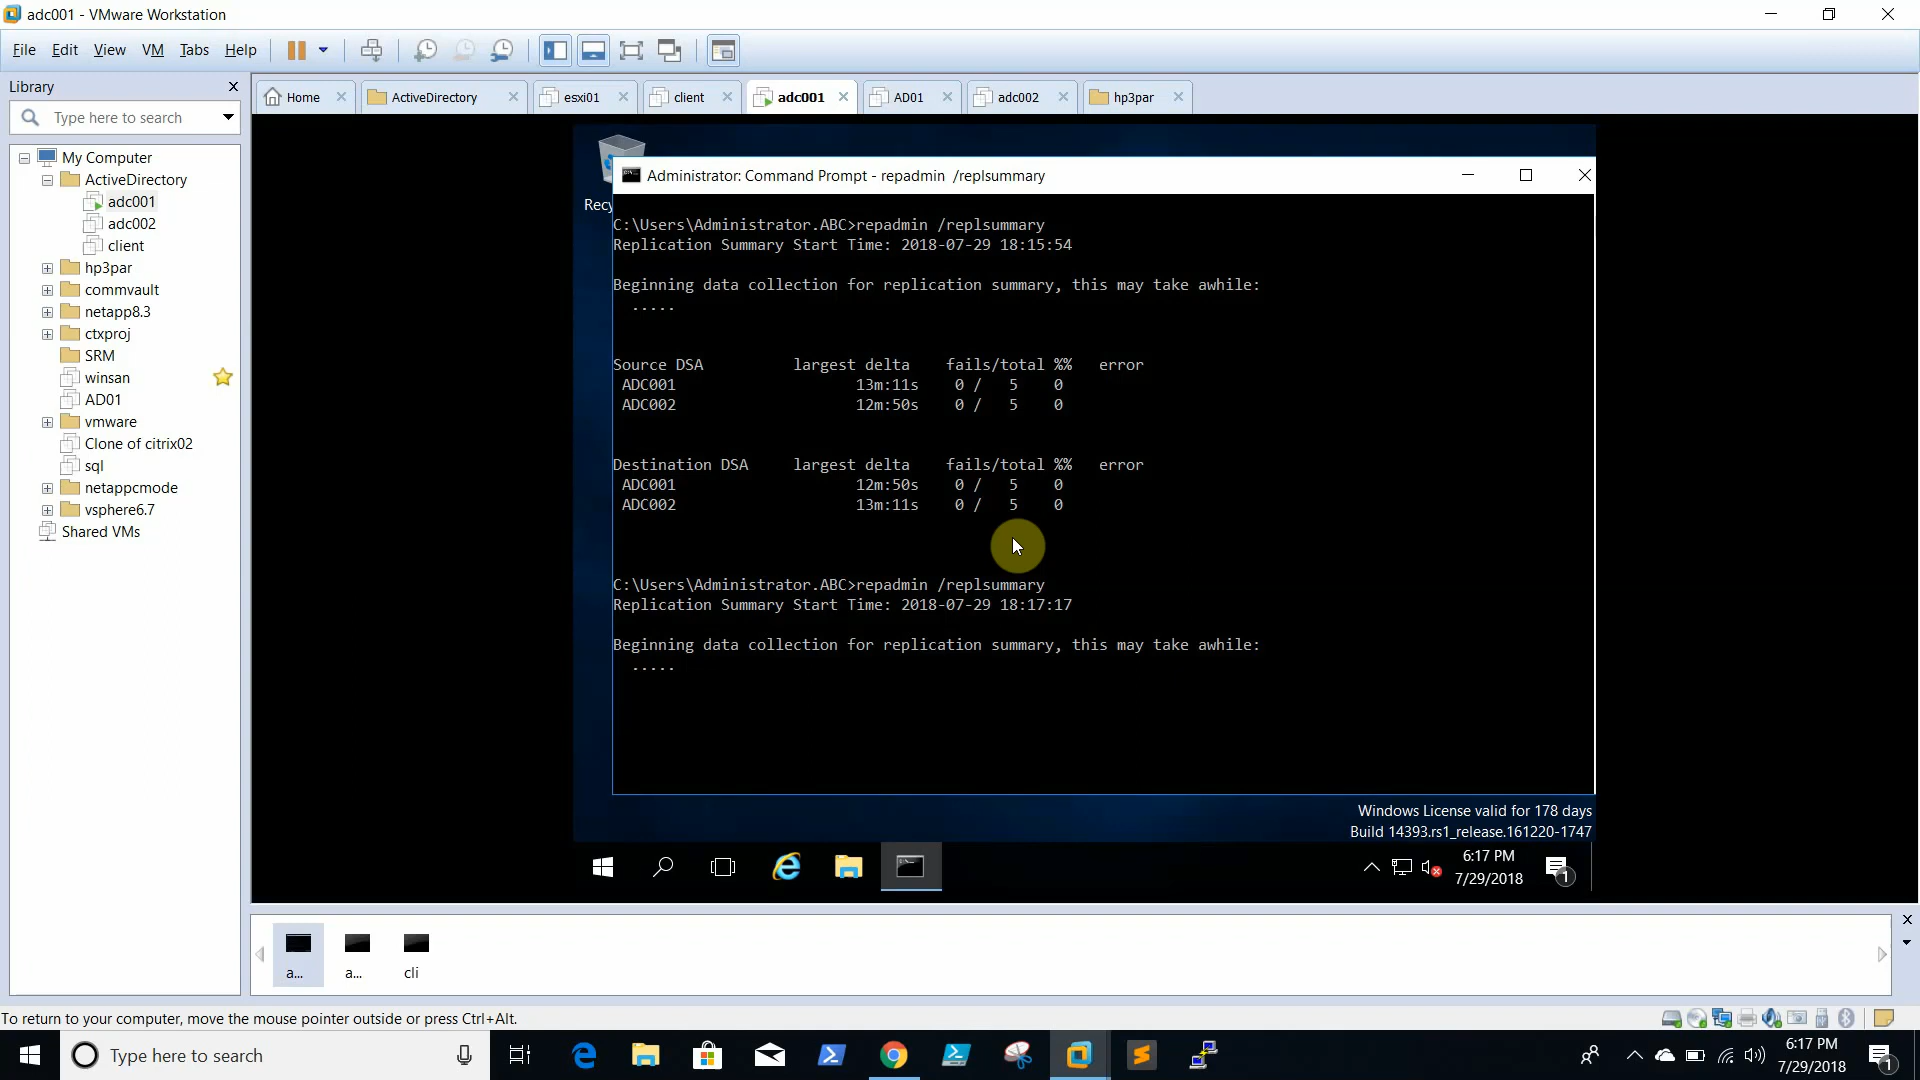 adc001 - VMware Workstation
File Edit View VM Tabs Help
Library
Type here to search
Home
ActiveDirectory
esxi01
client
adc001
AD01
adc002
hp3par
My Computer
ActiveDirectory
adc001
adc002
client
hp3par
commvault
netapp8.3
ctxproj
SRM
winsan
AD01
vmware
Clone of citrix02
sql
netappcmode
vsphere6.7
Shared VMs
Recy
Administrator: Command Prompt - repadmin /replsummary
C:\Users\Administrator.ABC>repadmin /replsummary
Replication Summary Start Time: 2018-07-29 18:15:54
Beginning data collection for replication summary, this may take awhile:
.....
Source DSA largest delta fails/total %% error
ADC001 13m:11s 0 / 5 0
ADC002 12m:50s 0 / 5 0
Destination DSA largest delta fails/total %% error
ADC001 12m:50s 0 / 5 0
ADC002 13m:11s 0 / 5 0
C:\Users\Administrator.ABC>repadmin /replsummary
Replication Summary Start Time: 2018-07-29 18:17:17
Beginning data collection for replication summary, this may take awhile:
.....
Windows License valid for 178 days
Build 14393.rs1_release.161220-1747
6:17 PM
7/29/2018
1
a...
a...
cli
To return to your computer, move the mouse pointer outside or press Ctrl+Alt.
Type here to search
6:17 PM
7/29/2018
1